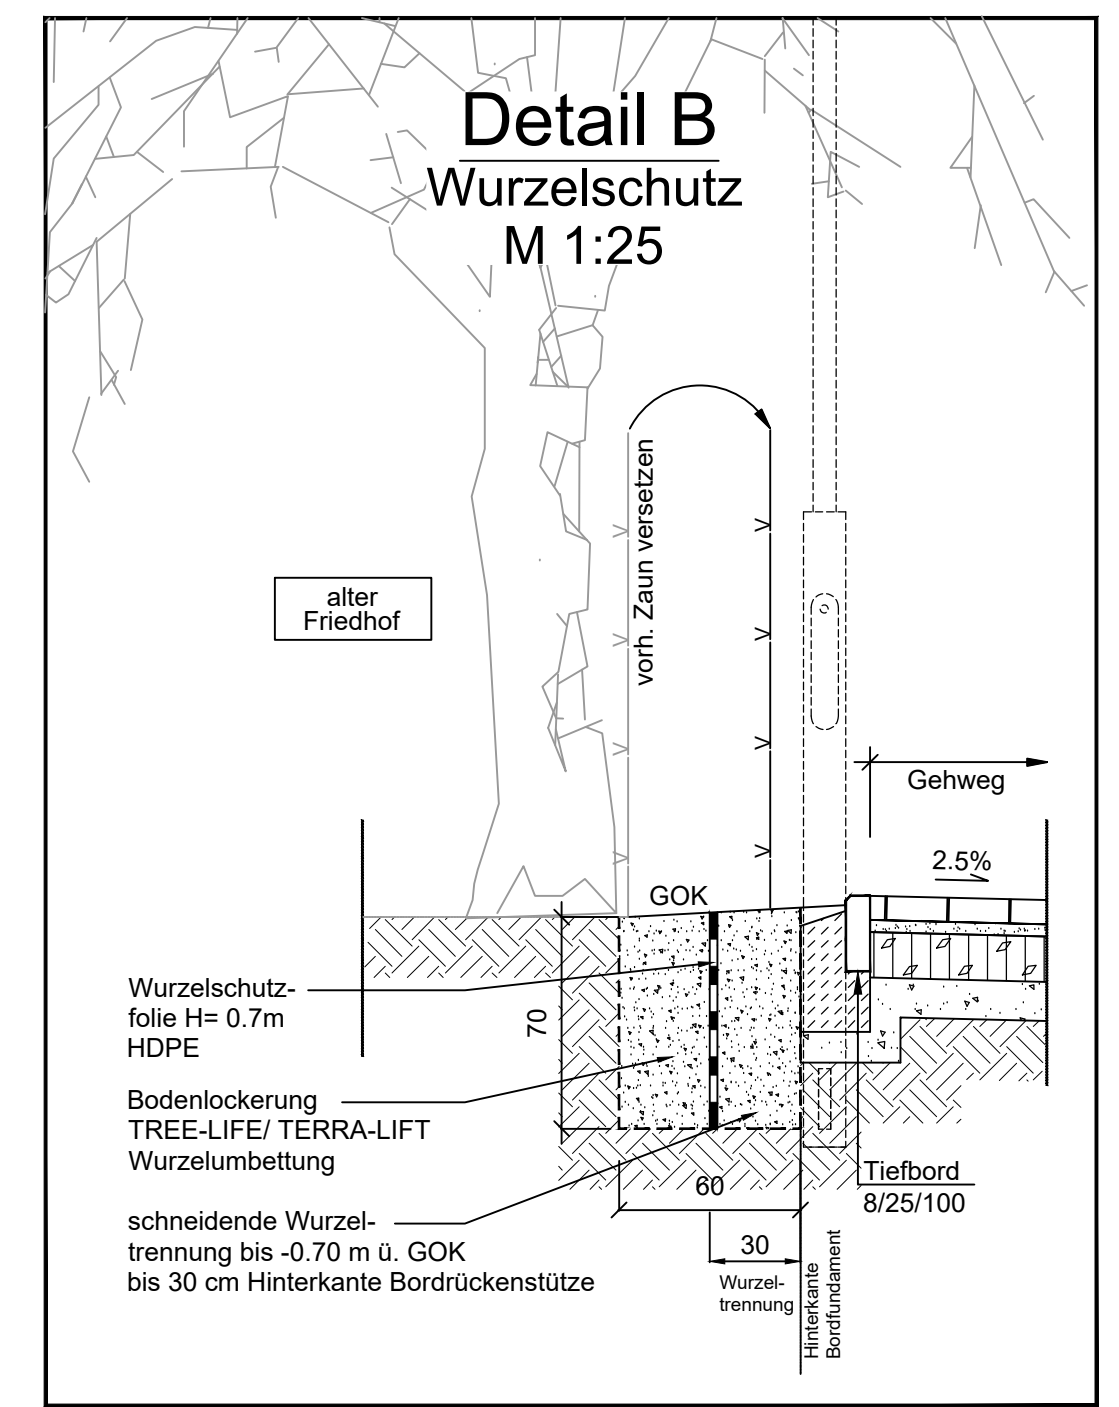 Detail B
Wurzelschutz
M 1:25
alter
Friedhof
vorh. Zaun versetzen
Gehweg
2.5%
GOK
Wurzelschutz-
folie H= 0.7m
HDPE
70
Bodenlockerung
TREE-LIFE/ TERRA-LIFT
Wurzelumbettung
Tiefbord
8/25/100
60
schneidende Wurzel-
trennung bis -0.70 m ü. GOK
bis 30 cm Hinterkante Bordrückenstütze
30
Wurzel-
trennung
Hinterkante
Bordfundament